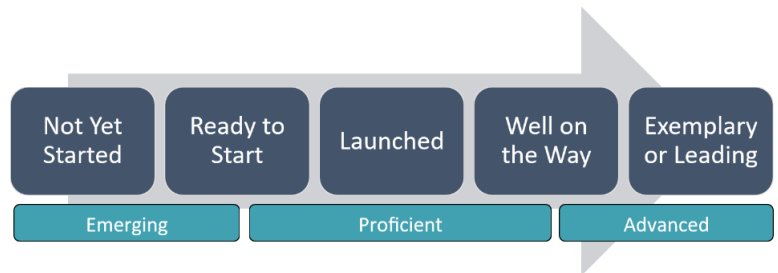 Not Yet
Started
Ready to
Start
Launched
Well on
the Way
Exemplary
or Leading
Emerging
Proficient
Advanced